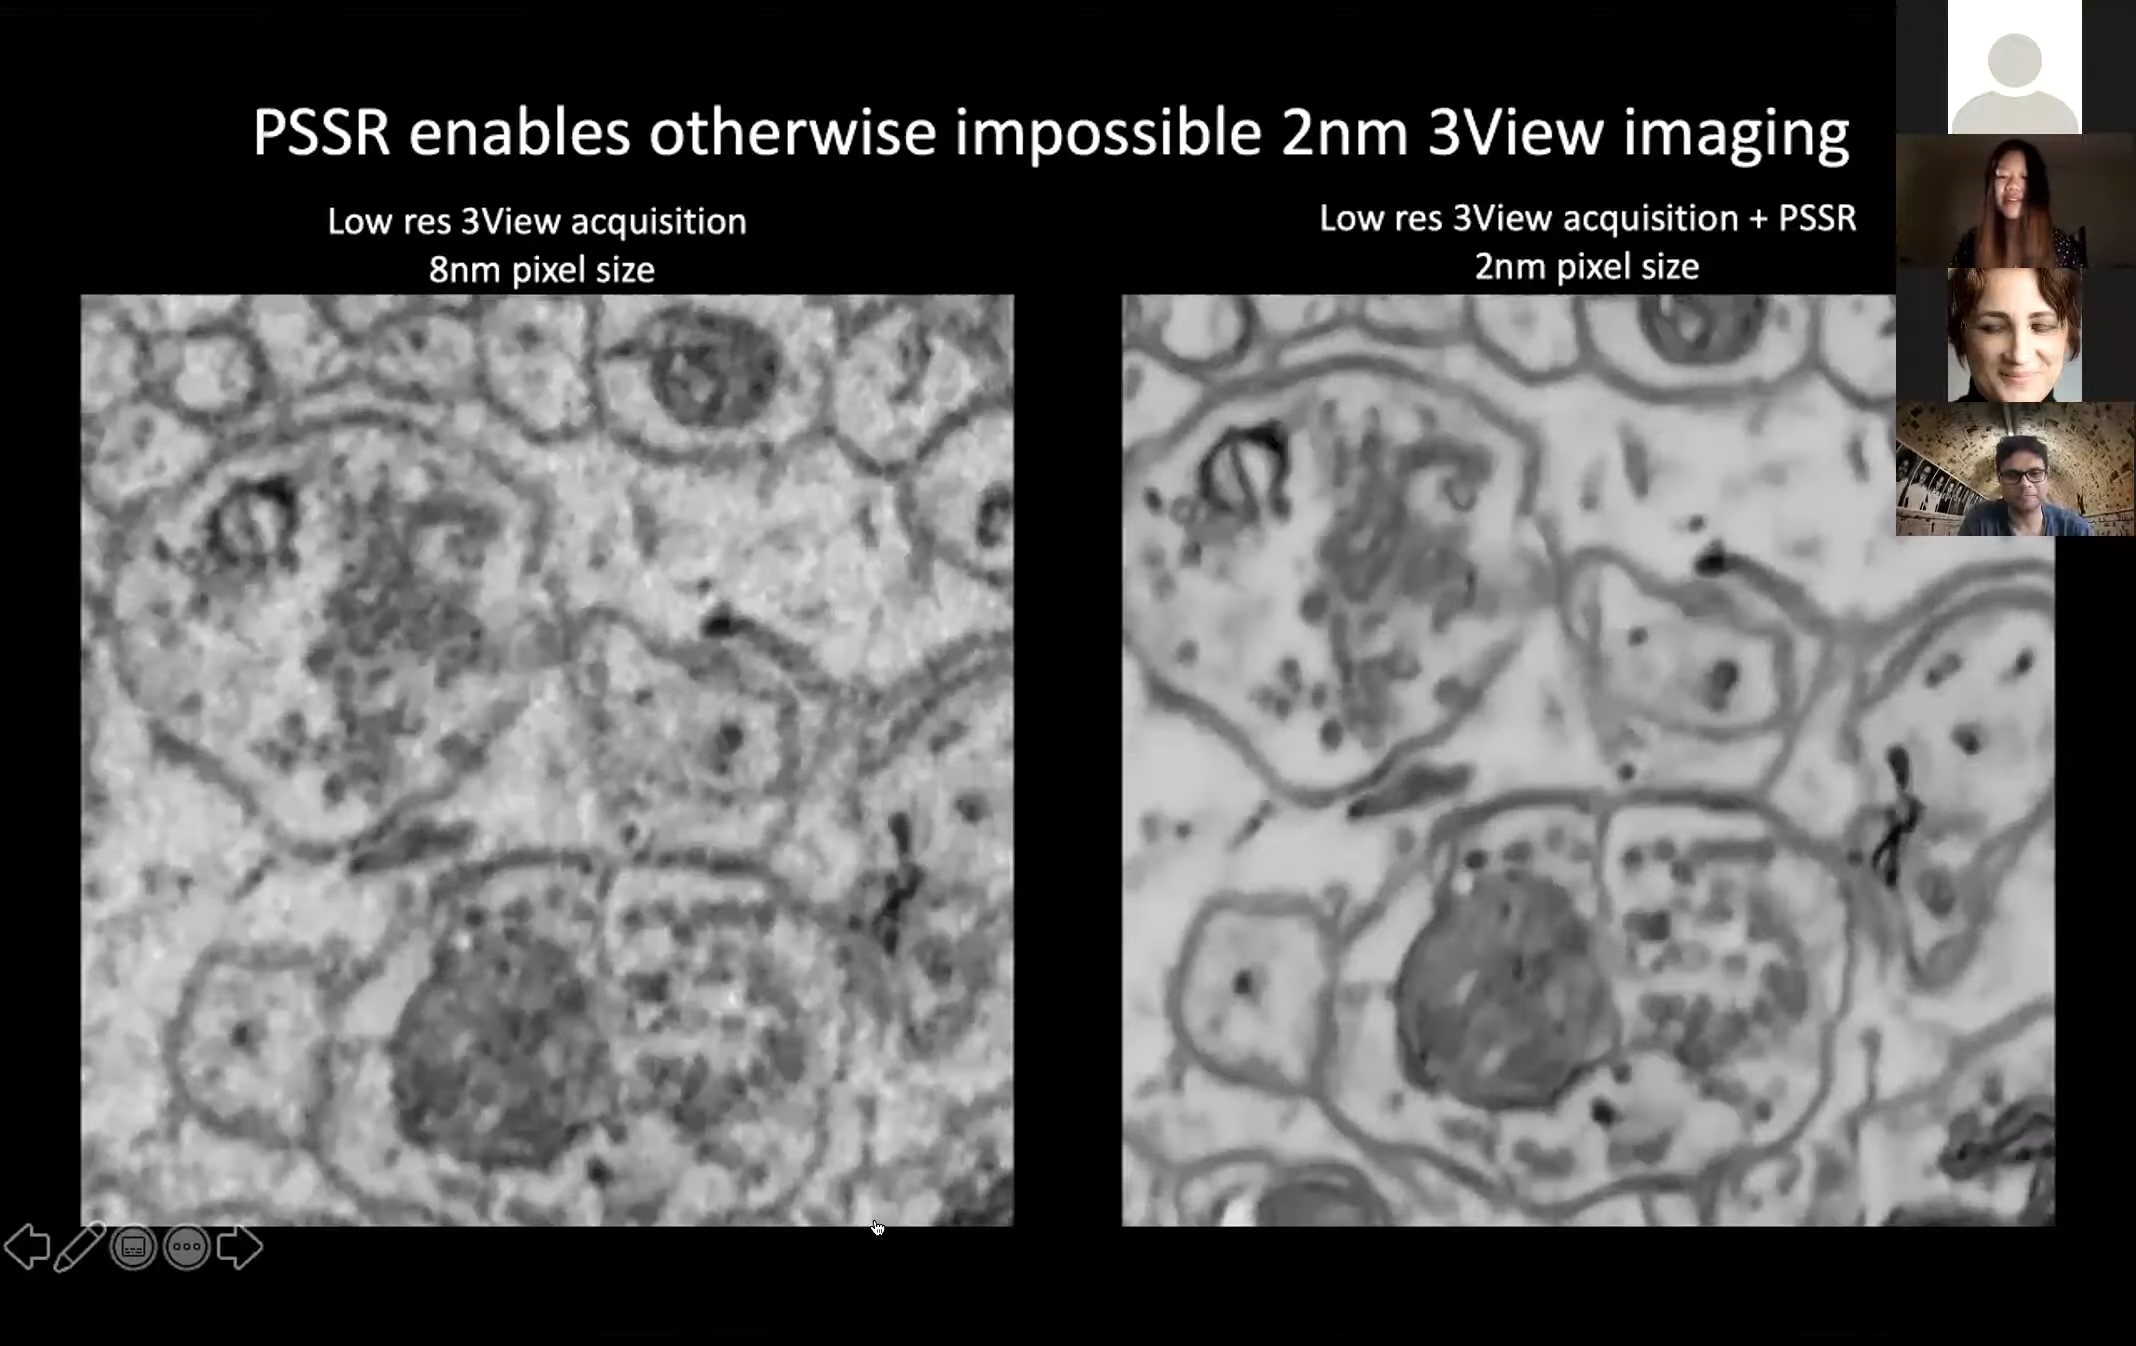 PSSR enables otherwise impossible 2nm 3View imaging
Low res 3View acquisition
8nm pixel size
Low res 3View acquisition + PSSR
2nm pixel size